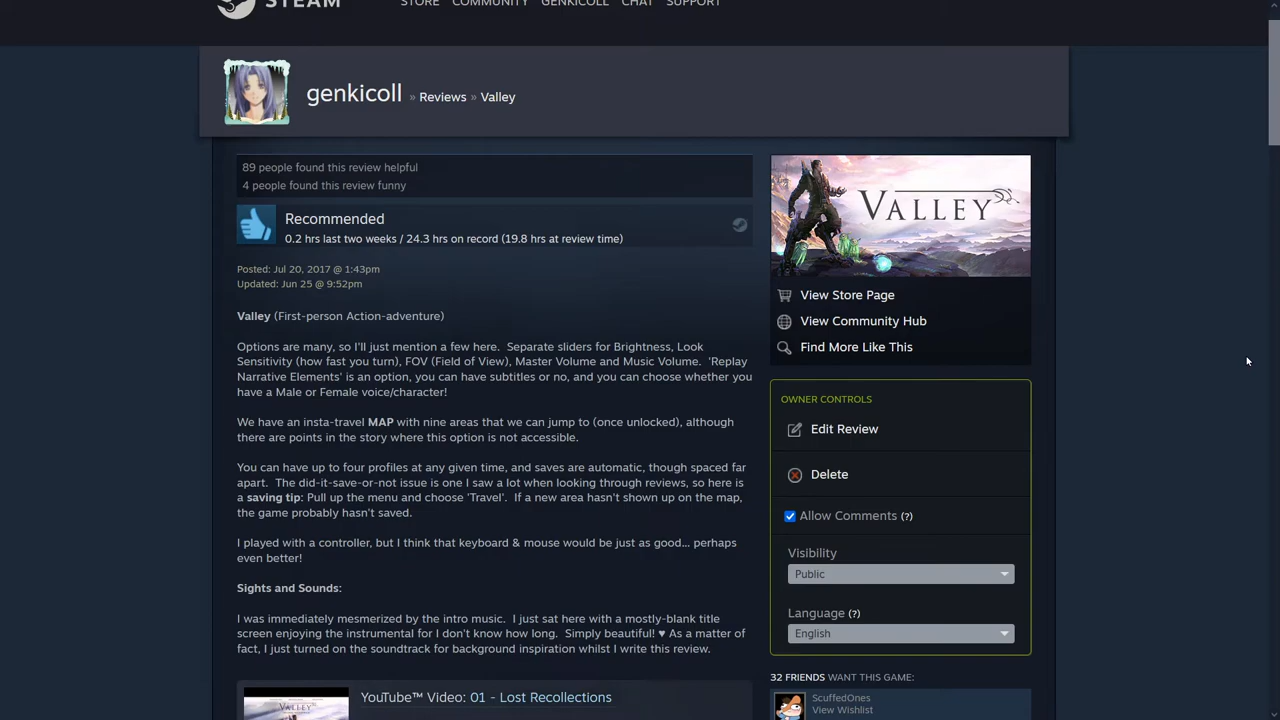 STEAM
STORE COMMUNITY GENKICOLL CHAT SUPPORT
genkicoll » Reviews » Valley
89 people found this review helpful
4 people found this review funny
Recommended
0.2 hrs last two weeks / 24.3 hrs on record (19.8 hrs at review time)
Posted: Jul 20, 2017 @ 1:43pm
Updated: Jun 25 @ 9:52pm
Valley (First-person Action-adventure)
Options are many, so I'll just mention a few here. Separate sliders for Brightness, Look
Sensitivity (how fast you turn), FOV (Field of View), Master Volume and Music Volume. 'Replay
Narrative Elements' is an option, you can have subtitles or no, and you can choose whether you
have a Male or Female voice/character!
We have an insta-travel MAP with nine areas that we can jump to (once unlocked), although
there are points in the story where this option is not accessible.
You can have up to four profiles at any given time, and saves are automatic, though spaced far
apart. The did-it-save-or-not issue is one I saw a lot when looking through reviews, so here is
a saving tip: Pull up the menu and choose 'Travel'. If a new area hasn't shown up on the map,
the game probably hasn't saved.
I played with a controller, but I think that keyboard & mouse would be just as good... perhaps
even better!
Sights and Sounds:
I was immediately mesmerized by the intro music. I just sat here with a mostly-blank title
screen enjoying the instrumental for I don't know how long. Simply beautiful! ♥ As a matter of
fact, I just turned on the soundtrack for background inspiration whilst I write this review.
YouTube™ Video: 01 - Lost Recollections
VALLEY
View Store Page
View Community Hub
Find More Like This
OWNER CONTROLS
Edit Review
Delete
Allow Comments (?)
Visibility
Public
Language (?)
English
32 FRIENDS WANT THIS GAME:
ScuffedOnes
View Wishlist